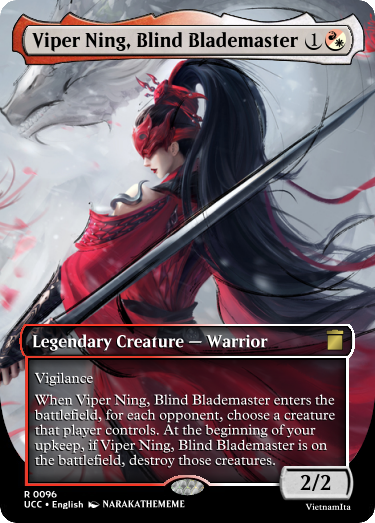 Viper Ning, Blind Blademaster 1
Legendary Creature — Warrior
Vigilance
When Viper Ning, Blind Blademaster enters the
battlefield, for each opponent, choose a creature
that player controls. At the beginning of your
upkeep, if Viper Ning, Blind Blademaster is on
the battlefield, destroy those creatures.
2/2
R 0096
UCC • English NARAKATHEMEME
VietnamIta